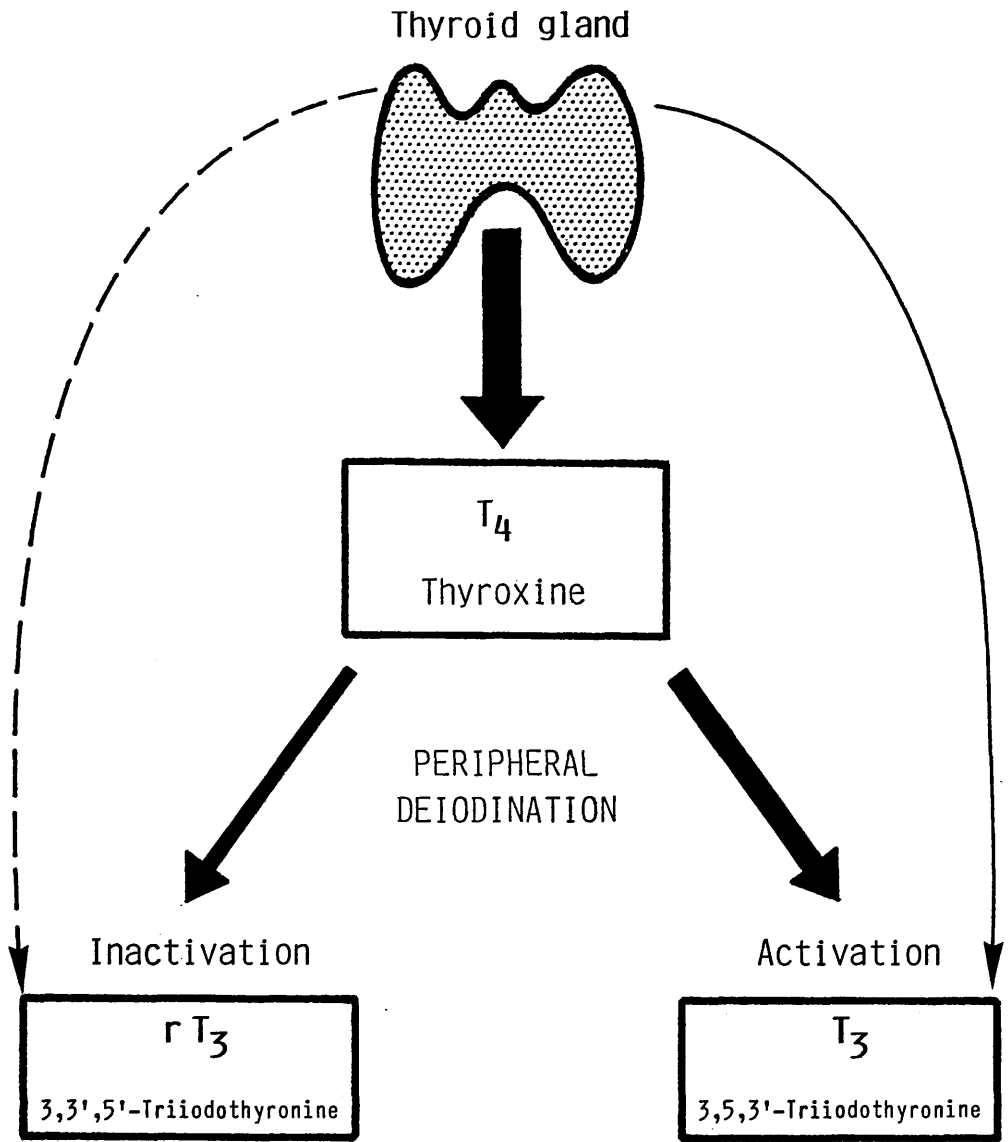 Thyroid gland
T4
Thyroxine
PERIPHERAL
DEIODINATION
Inactivation
Activation
r T3
3,3',5'-Triiodothyronine
T3
3,5,3'-Triiodothyronine